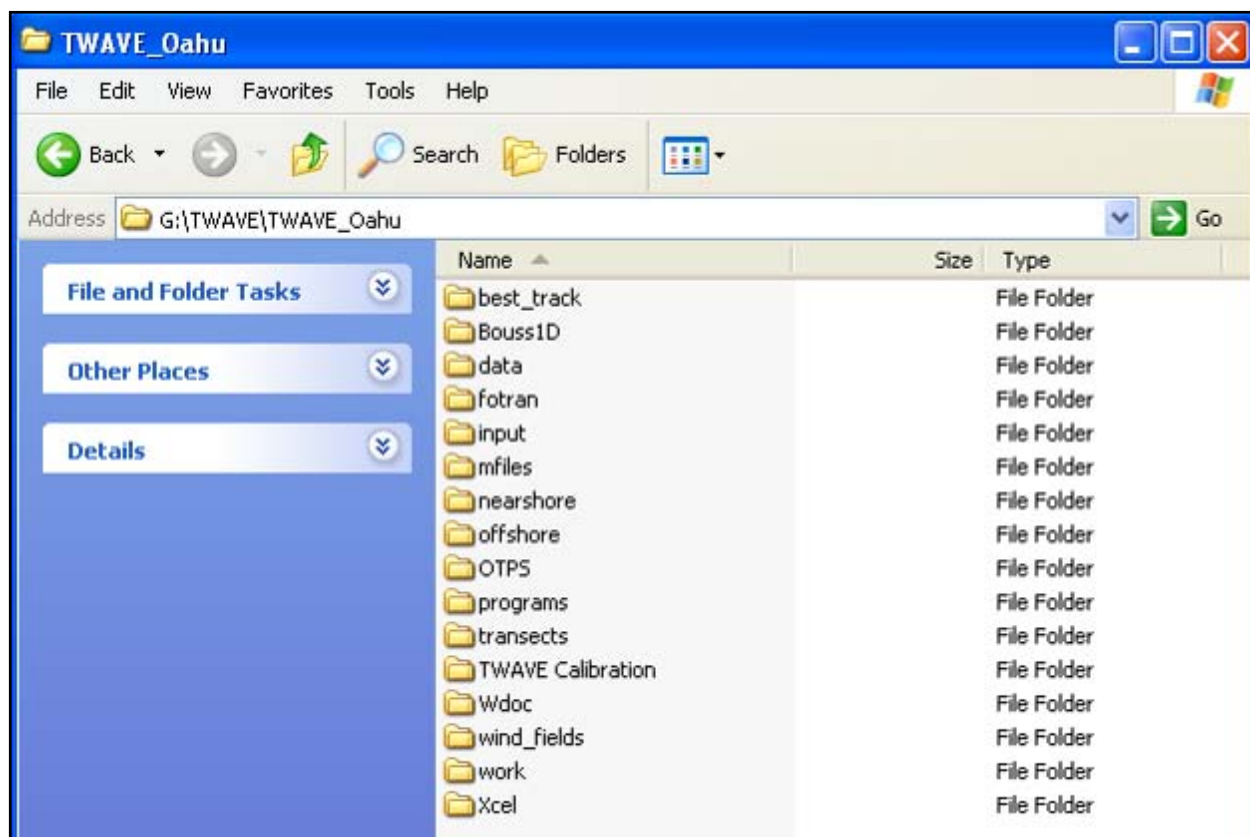 TWAVE_Oahu
File Edit View Favorites Tools Help
Back Search Folders
Address G:\TWAVE\TWAVE_Oahu Go
File and Folder Tasks
Other Places
Details
Name Size Type
best_track File Folder
Bouss1D File Folder
data File Folder
fotran File Folder
input File Folder
mfiles File Folder
nearshore File Folder
offshore File Folder
OTPS File Folder
programs File Folder
transects File Folder
TWAVE Calibration File Folder
Wdoc File Folder
wind_fields File Folder
work File Folder
Xcel File Folder